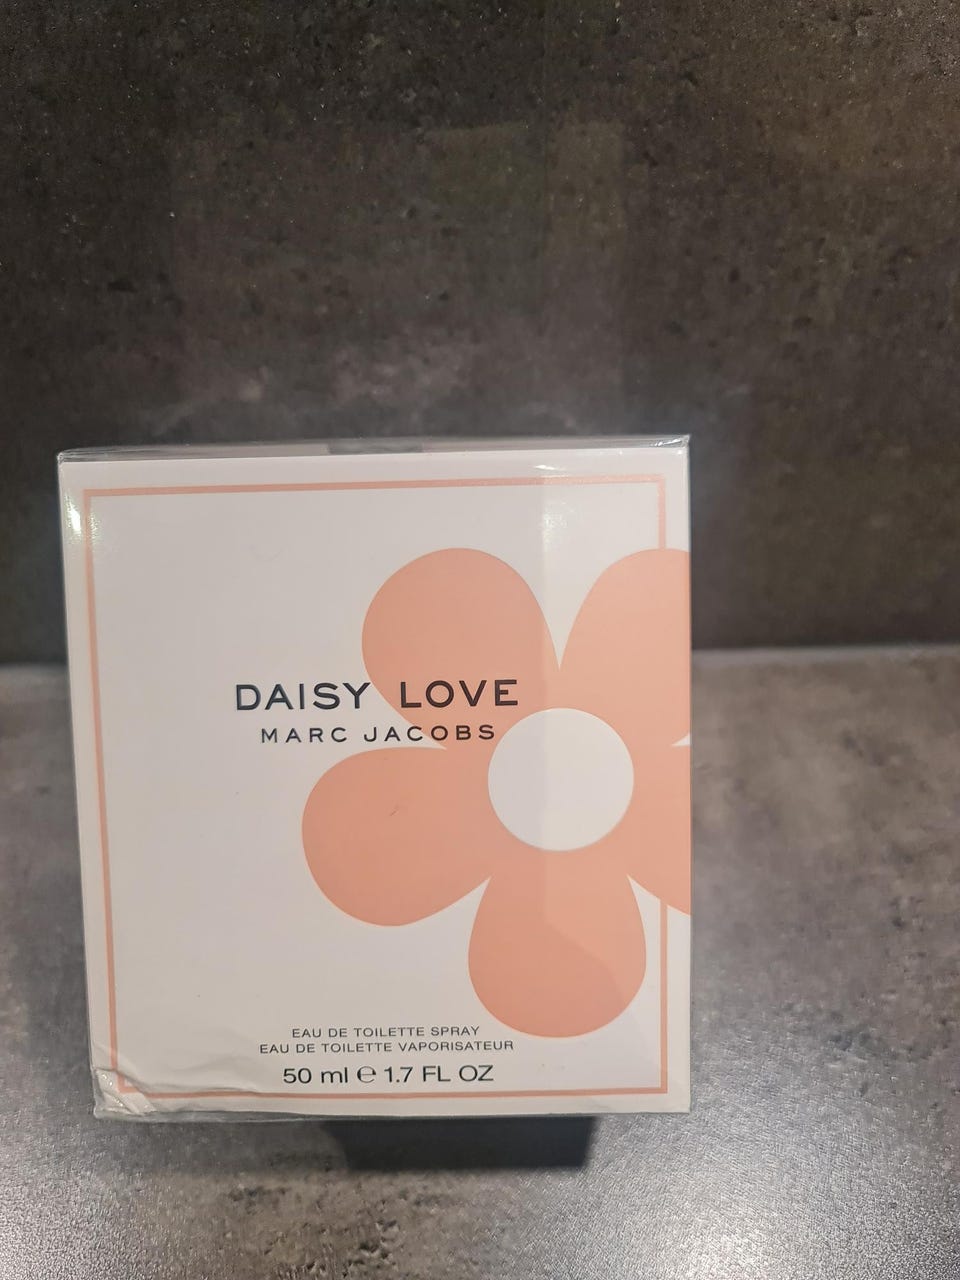 DAISY LOVE
MARC JACOBS
EAU DE TOILETTE SPRAY
EAU DE TOILETTE VAPORISATEUR
50 ml ℮ 1.7 FL OZ